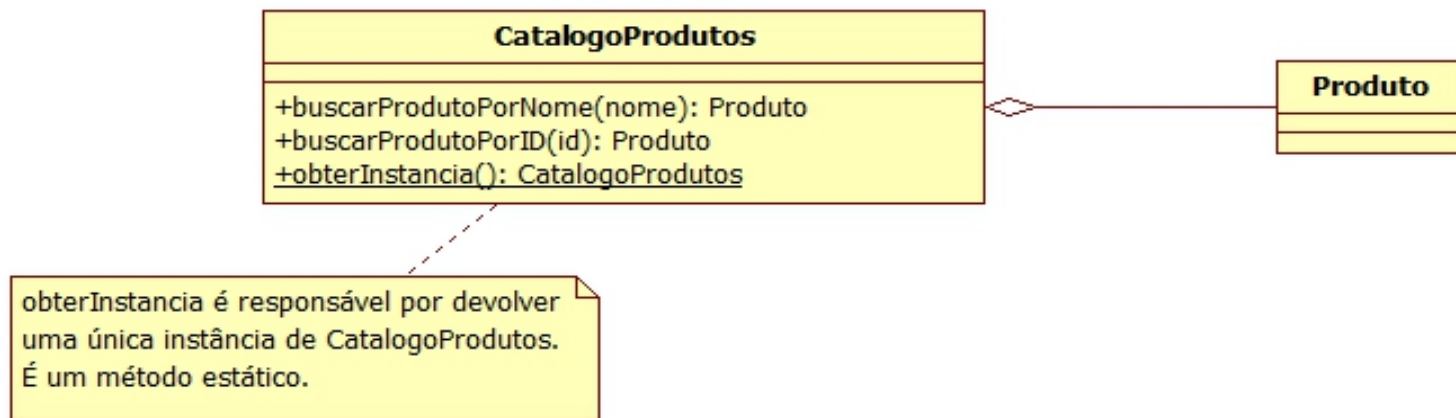 CatalogoProdutos
+buscarProdutoPorNome(nome): Produto
+buscarProdutoPorID(id): Produto
+obterInstancia(): CatalogoProdutos
Produto
obterInstancia é responsável por devolver
uma única instância de CatalogoProdutos.
É um método estático.